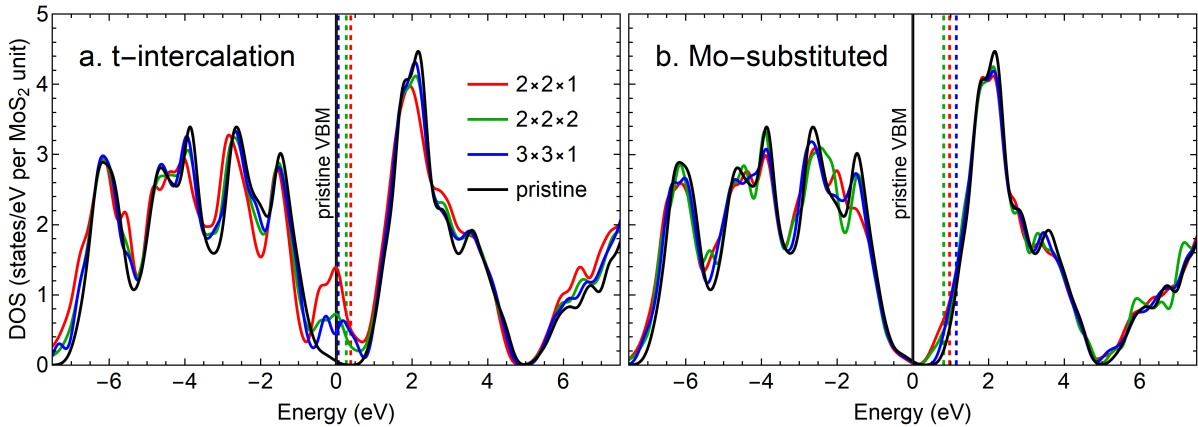 a. t−intercalation
b. Mo−substituted
DOS (states/eV per MoS₂ unit)
5
4
3
2
1
0
pristine VBM
2×2×1
2×2×2
3×3×1
pristine
pristine VBM
−6 −4 −2 0 2 4 6
−6 −4 −2 0 2 4 6
Energy (eV)
Energy (eV)